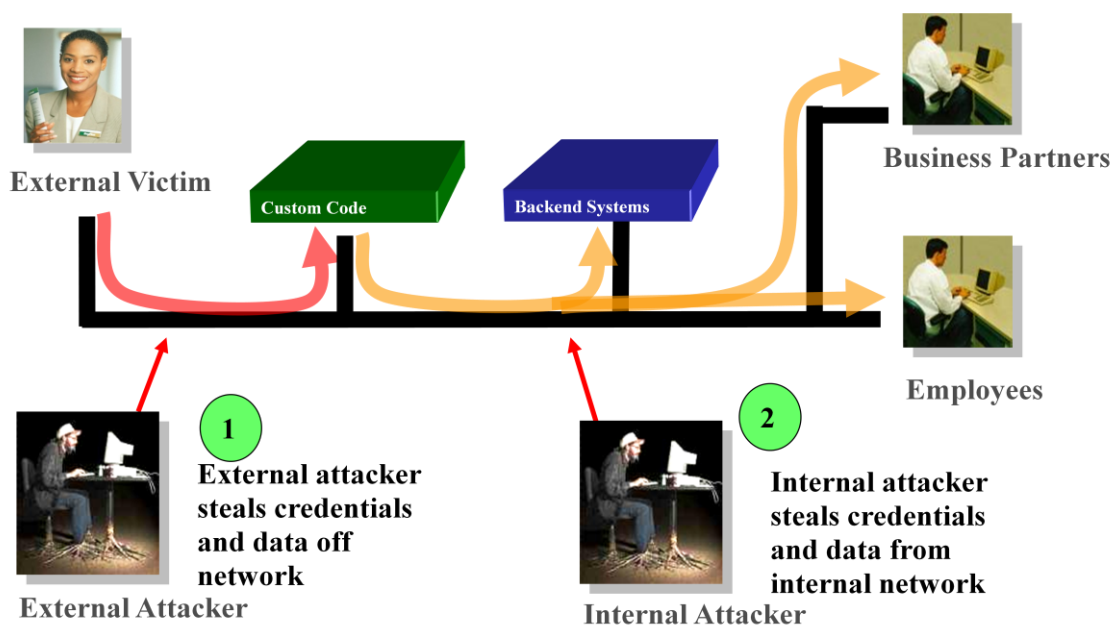 External Victim
Custom Code
Backend Systems
Business Partners
Employees
1
External attacker
steals credentials
and data off
network
External Attacker
2
Internal attacker
steals credentials
and data from
internal network
Internal Attacker